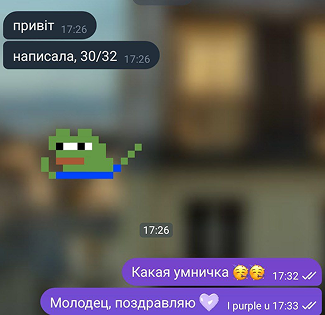 привіт 17:26
написала, 30/32 17:26
17:26
Какая умничка 🥳🥳 17:32
Молодец, поздравляю 💜 I purple u 17:33